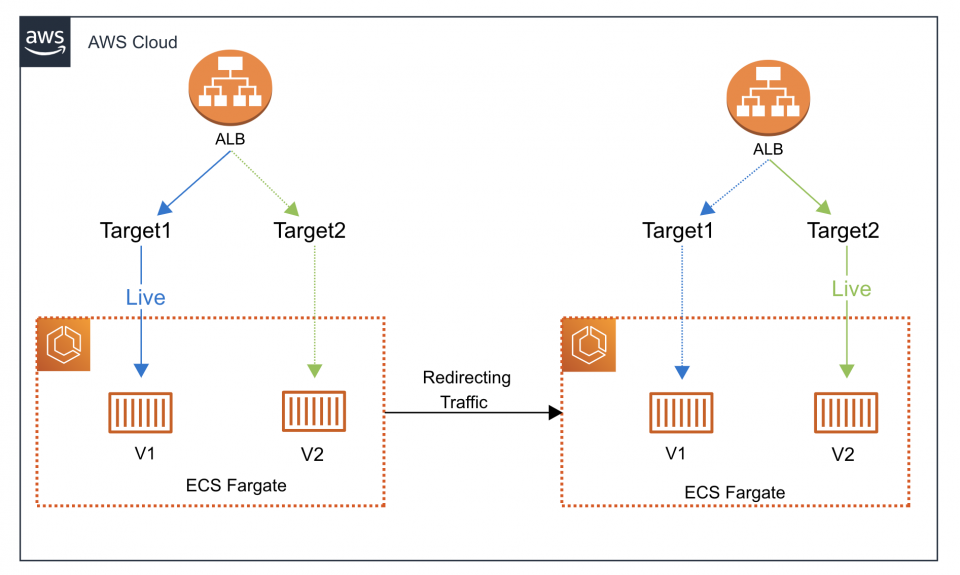 aws
AWS Cloud
ALB
Target1
Target2
Live
V1
V2
ECS Fargate
Redirecting
Traffic
ALB
Target1
Target2
Live
V1
V2
ECS Fargate